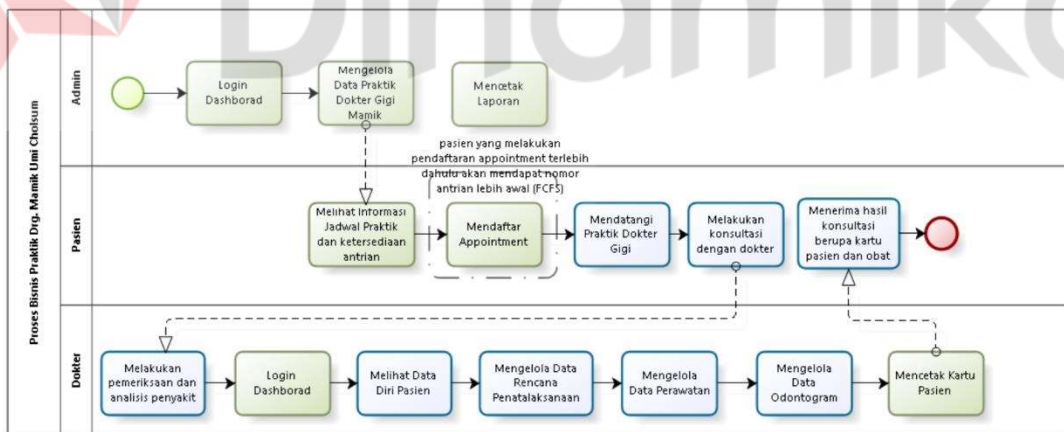 Dinamika
Proses Bisnis Praktik Drg. Mamik Umi Cholsum
Admin
Login
Dashborad
Mengelola
Data Praktik
Dokter Gigi
Mamik
Mencetak
Laporan
pasien yang melakukan
pendaftaran appointment terlebih
dahulu akan mendapat nomor
antrian lebih awal (FCFS)
Pasien
Melihat Informasi
Jadwal Praktik
dan ketersediaan
antrian
Mendaftar
Appointment
Mendatangi
Praktik Dokter
Gigi
Melakukan
konsultasi
dengan dokter
Menerima hasil
konsultasi
berupa kartu
pasien dan obat
Dokter
Melakukan
pemeriksaan dan
analisis penyakit
Login
Dashborad
Melihat Data
Diri Pasien
Mengelola Data
Rencana
Penatalaksanaan
Mengelola
Data Perawatan
Mengelola
Data
Odontogram
Mencetak Kartu
Pasien